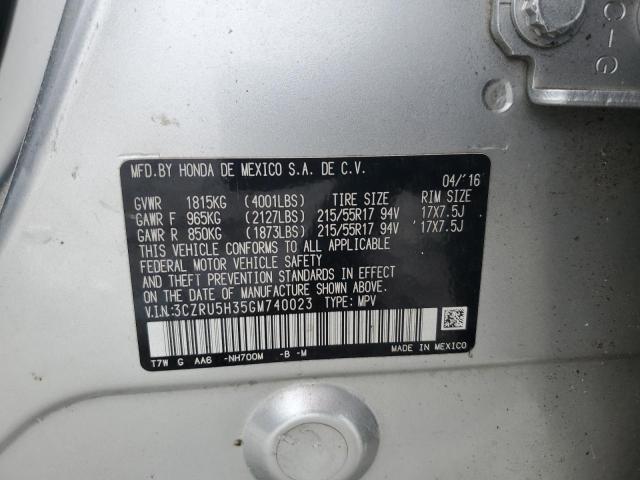 O-G
MFD.BY HONDA DE MEXICO S.A. DE C.V.
04/'16
GVWR 1815KG (4001LBS) TIRE SIZE RIM SIZE
GAWR F 965KG (2127LBS) 215/55R17 94V 17X7.5J
GAWR R 850KG (1873LBS) 215/55R17 94V 17X7.5J
THIS VEHICLE CONFORMS TO ALL APPLICABLE
FEDERAL MOTOR VEHICLE SAFETY
AND THEFT PREVENTION STANDARDS IN EFFECT
ON THE DATE OF MANUFACTURE SHOWN ABOVE.
V.I.N.:3CZRU5H35GM740023 TYPE: MPV
T7W G AA6 -NH700M -B -M
MADE IN MEXICO